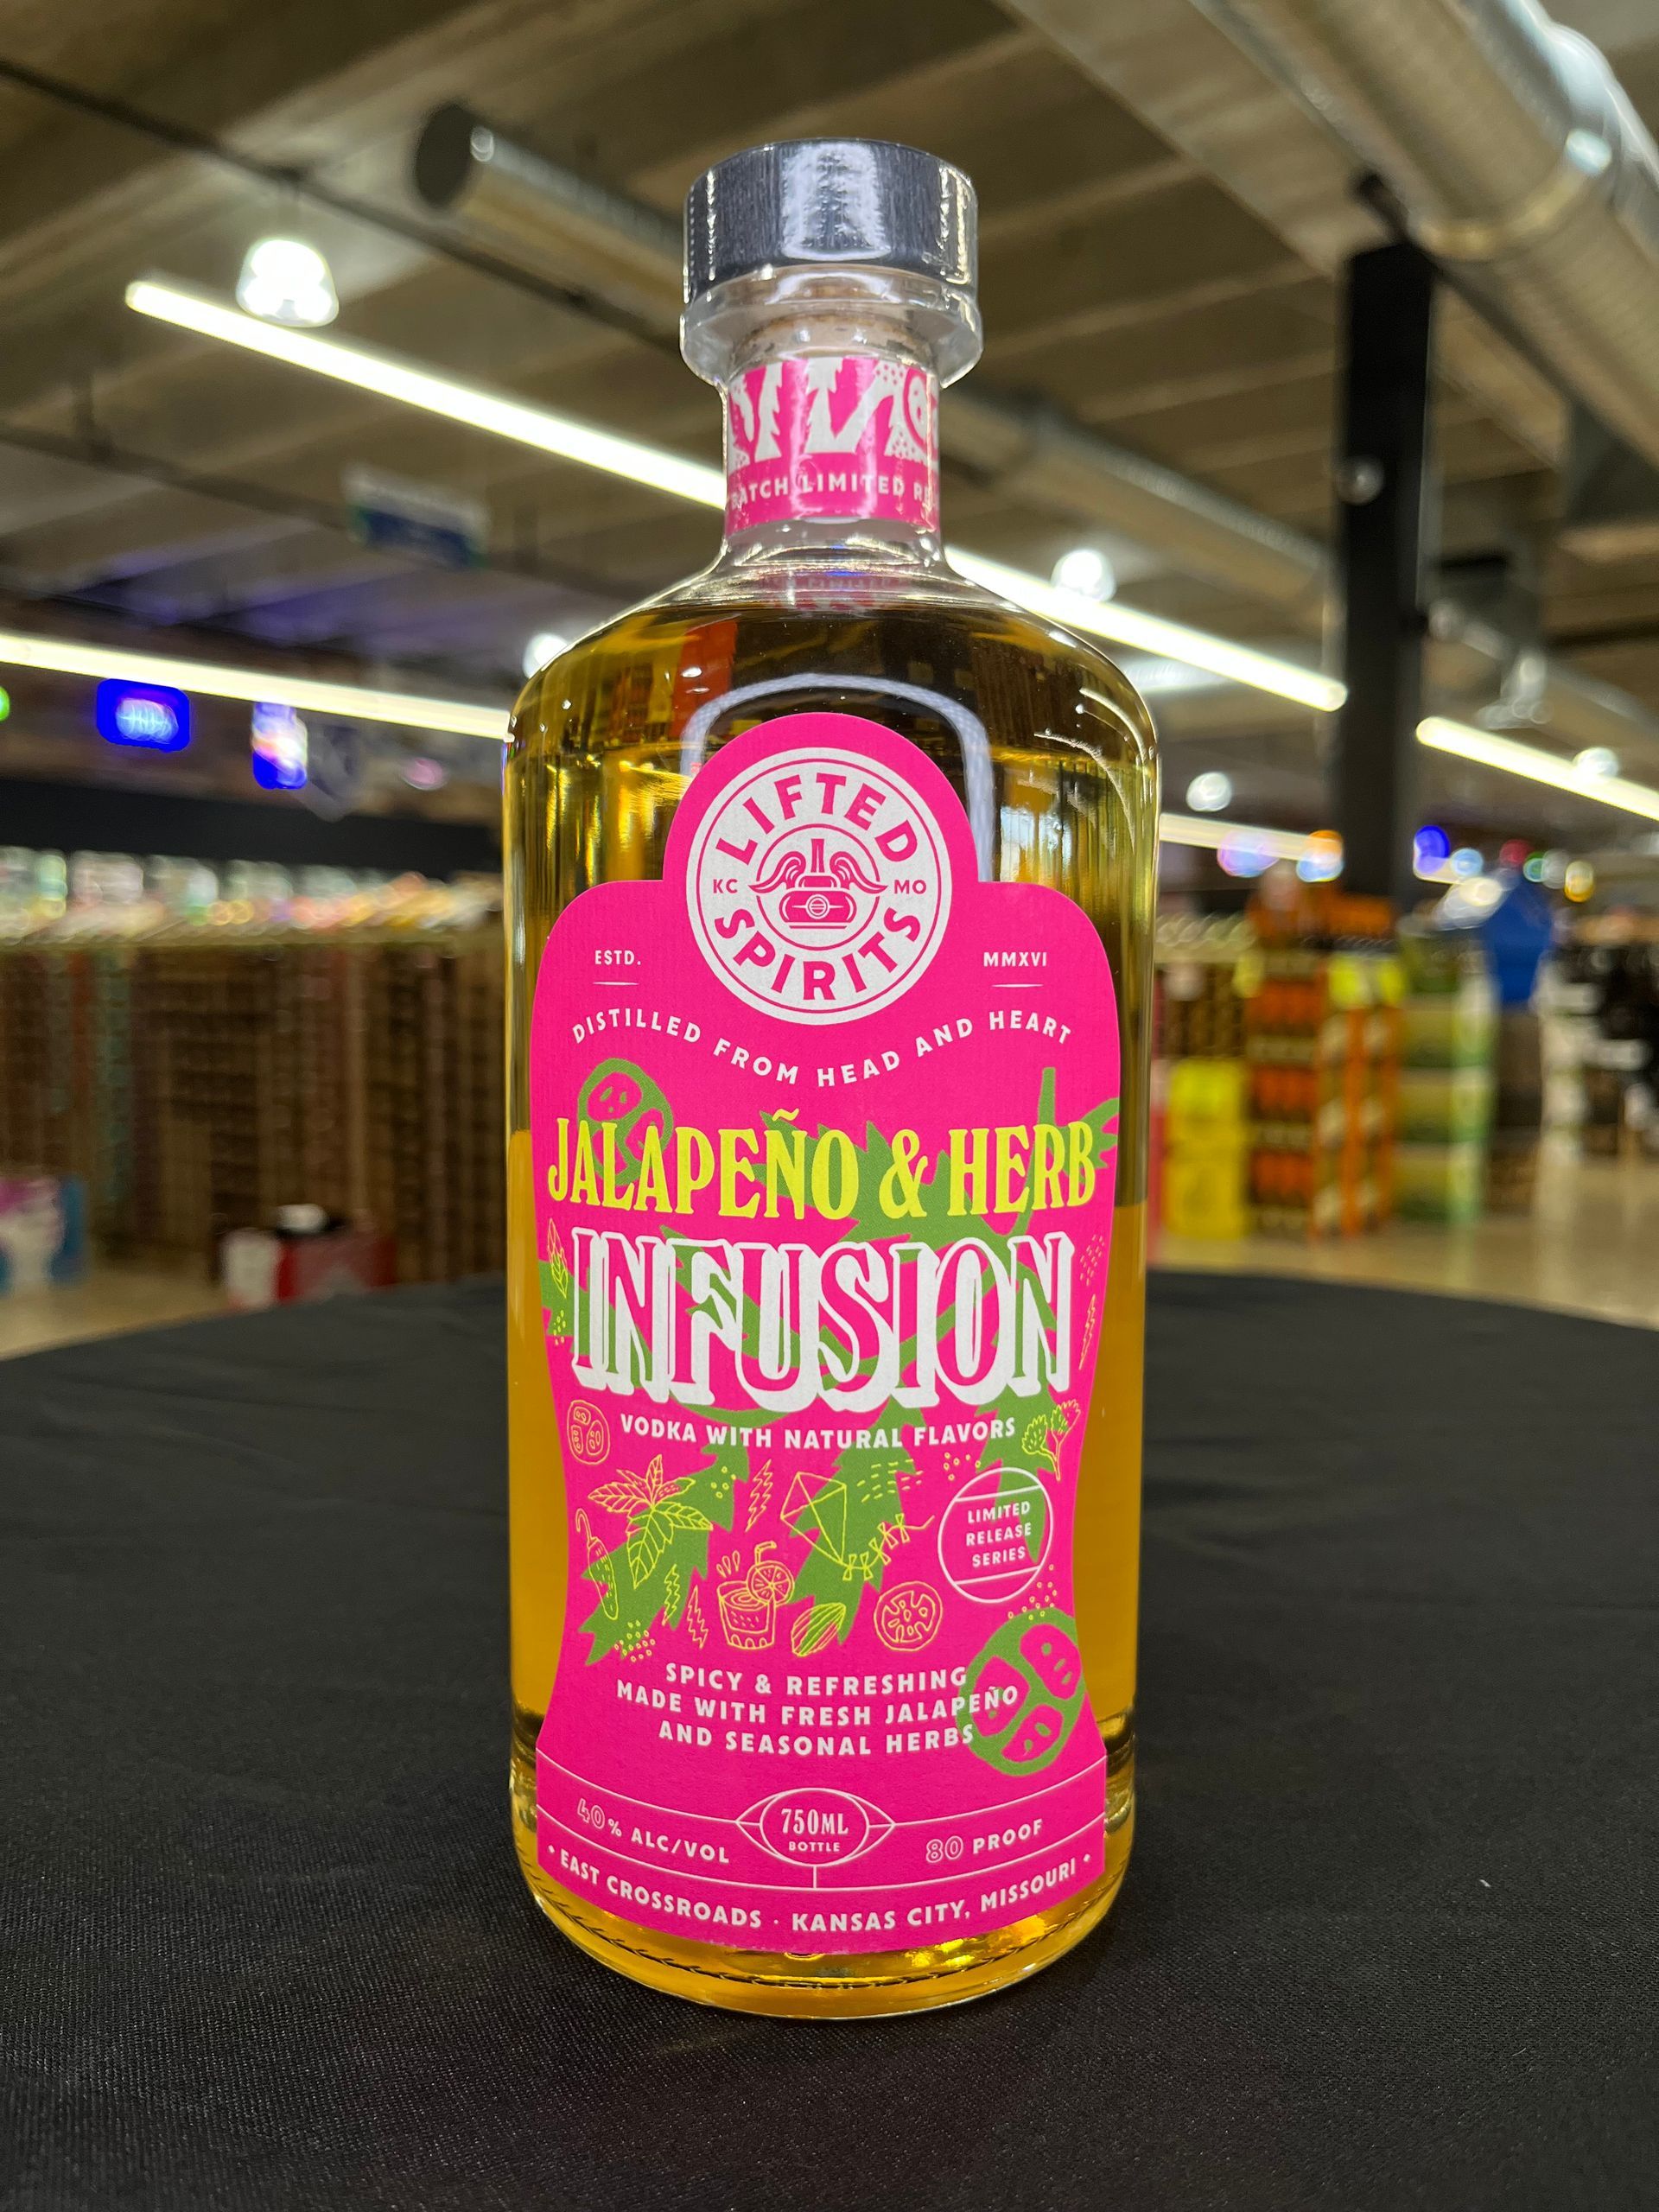 BATCH LIMITED
LIFTED
KC MO
SPIRITS
ESTD. MMXVI
DISTILLED FROM HEAD AND HEART
JALAPEÑO & HERB
INFUSION
VODKA WITH NATURAL FLAVORS
LIMITED
RELEASE
SERIES
SPICY & REFRESHING
MADE WITH FRESH JALAPEÑO
AND SEASONAL HERBS
40% ALC/VOL
750ML
BOTTLE
80 PROOF
• EAST CROSSROADS · KANSAS CITY, MISSOURI •